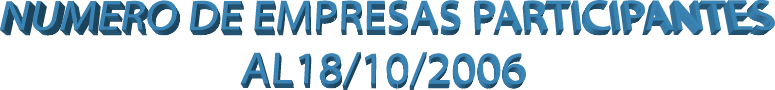 NUMERO DE EMPRESAS PARTICIPANTES
AL18/10/2006